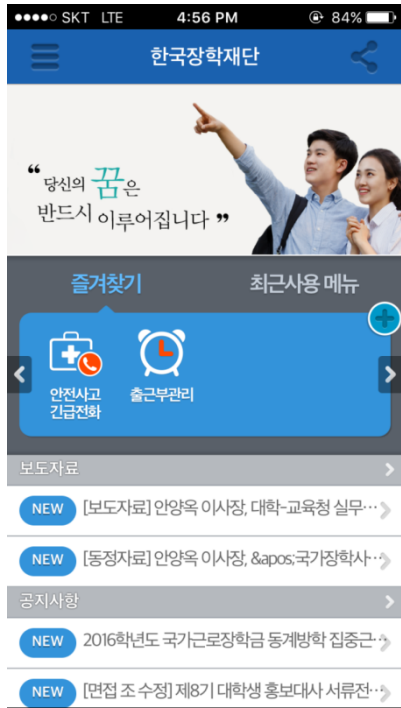 SKT LTE 4:56 PM 84%
한국장학재단
“당신의 꿈은
반드시 이루어집니다”
즐겨찾기 최근사용 메뉴
안전사고
긴급전화
출근부관리
보도자료
NEW [보도자료] 안양옥 이사장, 대학-교육청 실무…
NEW [동정자료] 안양옥 이사장, &apos;국가장학사…
공지사항
NEW 2016학년도 국가근로장학금 동계방학 집중근…
NEW [면접 조 수정] 제8기 대학생 홍보대사 서류전…